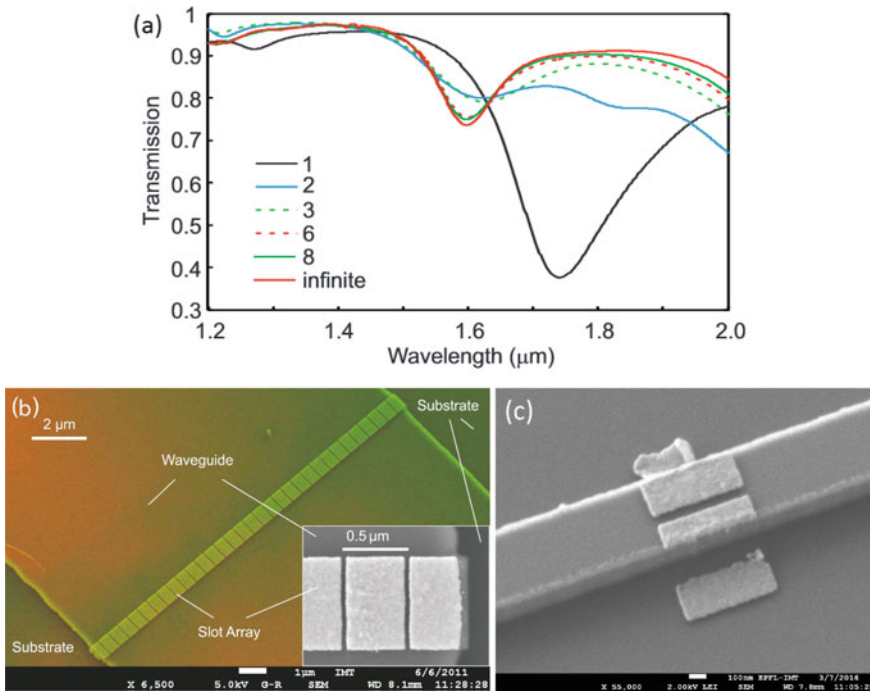 (a)
1
0.9
0.8
0.7
0.6
0.5
0.4
0.3
Transmission
1
2
3
6
8
infinite
1.2 1.4 1.6 1.8 2.0
Wavelength (μm)
(b)
2 μm
Substrate
Waveguide
0.5 μm
Slot Array
Substrate
1μm IMT 6/6/2011
X 6,500 5.0kV G-R SEM WD 8.1mm 11:28:28
(c)
100nm EPFL-IMT 3/7/2016
X 55,000 2.00kV LEI SEM WD 7.8mm 11:05:2